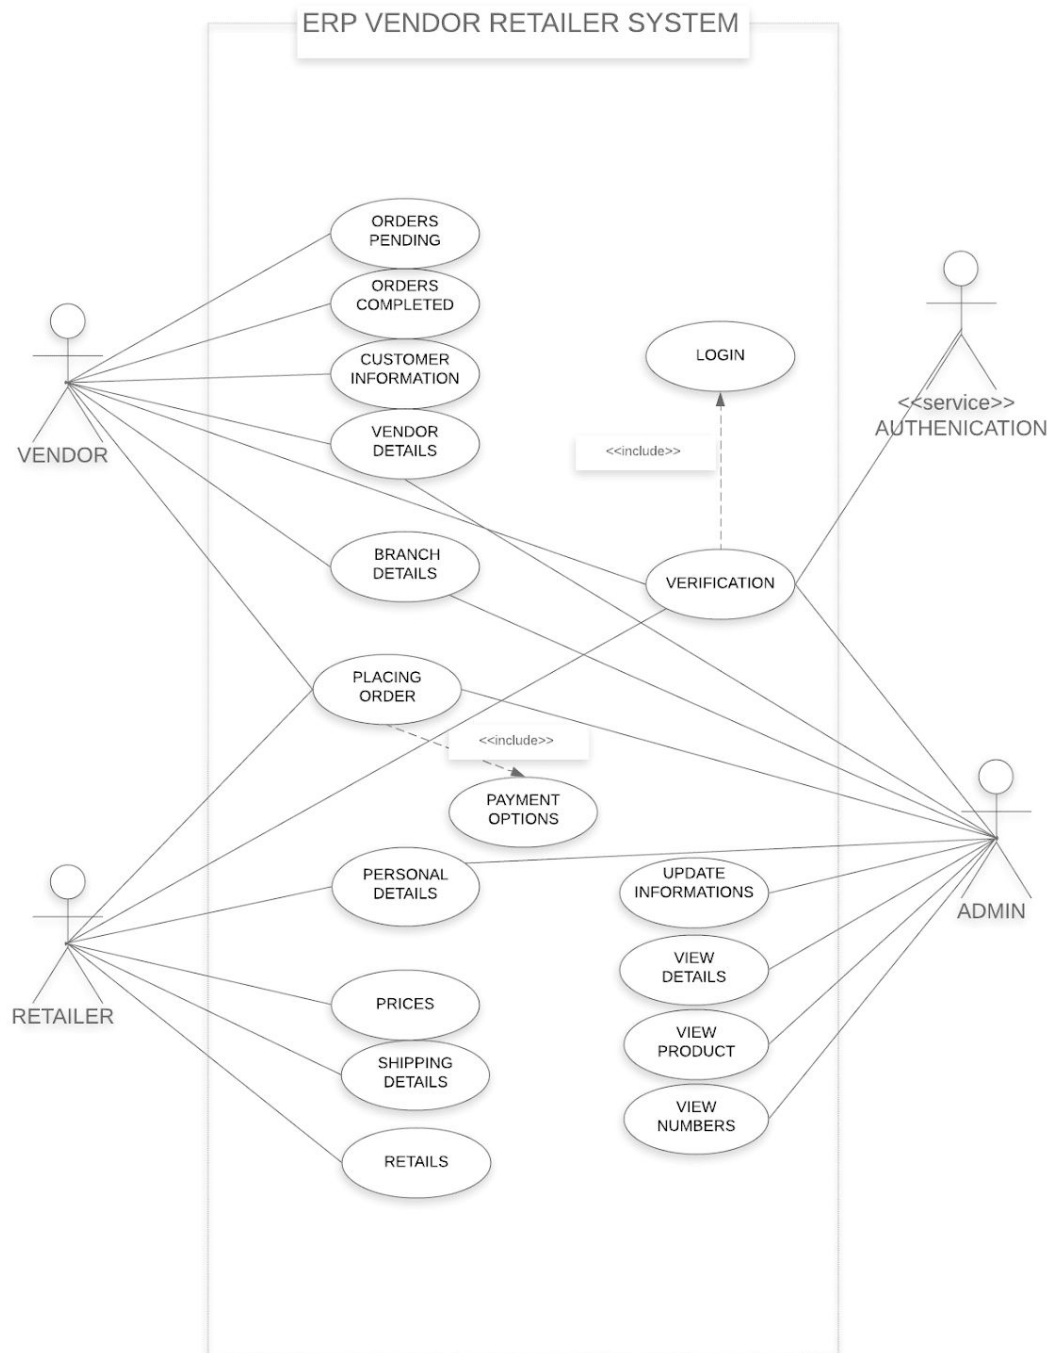 ERP VENDOR RETAILER SYSTEM
ORDERS
PENDING
ORDERS
COMPLETED
CUSTOMER
INFORMATION
VENDOR
DETAILS
VENDOR
LOGIN
<<service>>
AUTHENICATION
<<include>>
BRANCH
DETAILS
VERIFICATION
PLACING
ORDER
<<include>>
PAYMENT
OPTIONS
PERSONAL
DETAILS
UPDATE
INFORMATIONS
ADMIN
VIEW
DETAILS
RETAILER
PRICES
VIEW
PRODUCT
SHIPPING
DETAILS
VIEW
NUMBERS
RETAILS